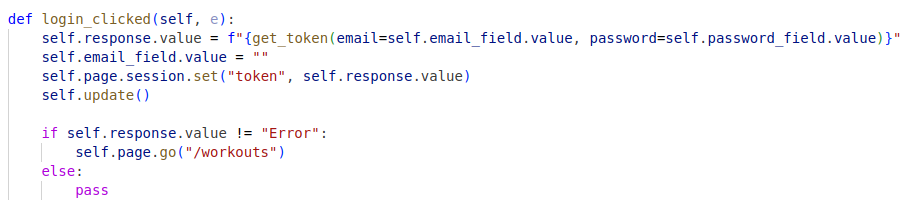 def login_clicked(self, e):
    self.response.value = f"{get_token(email=self.email_field.value, password=self.password_field.value)}"
    self.email_field.value = ""
    self.page.session.set("token", self.response.value)
    self.update()

    if self.response.value != "Error":
        self.page.go("/workouts")
    else:
        pass